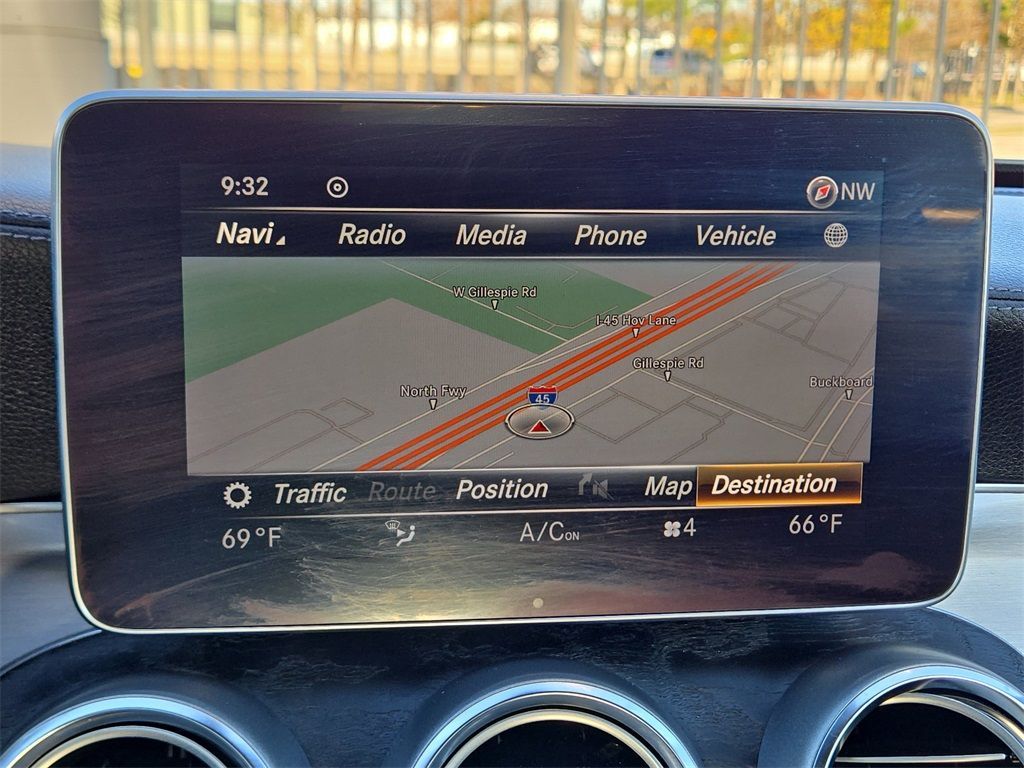 9:32 NW
Navi Radio Media Phone Vehicle
W Gillespie Rd
I-45 Hov Lane
Gillespie Rd
Buckboard
North Fwy
45
Traffic Route Position Map Destination
69°F A/C ON 4 66°F